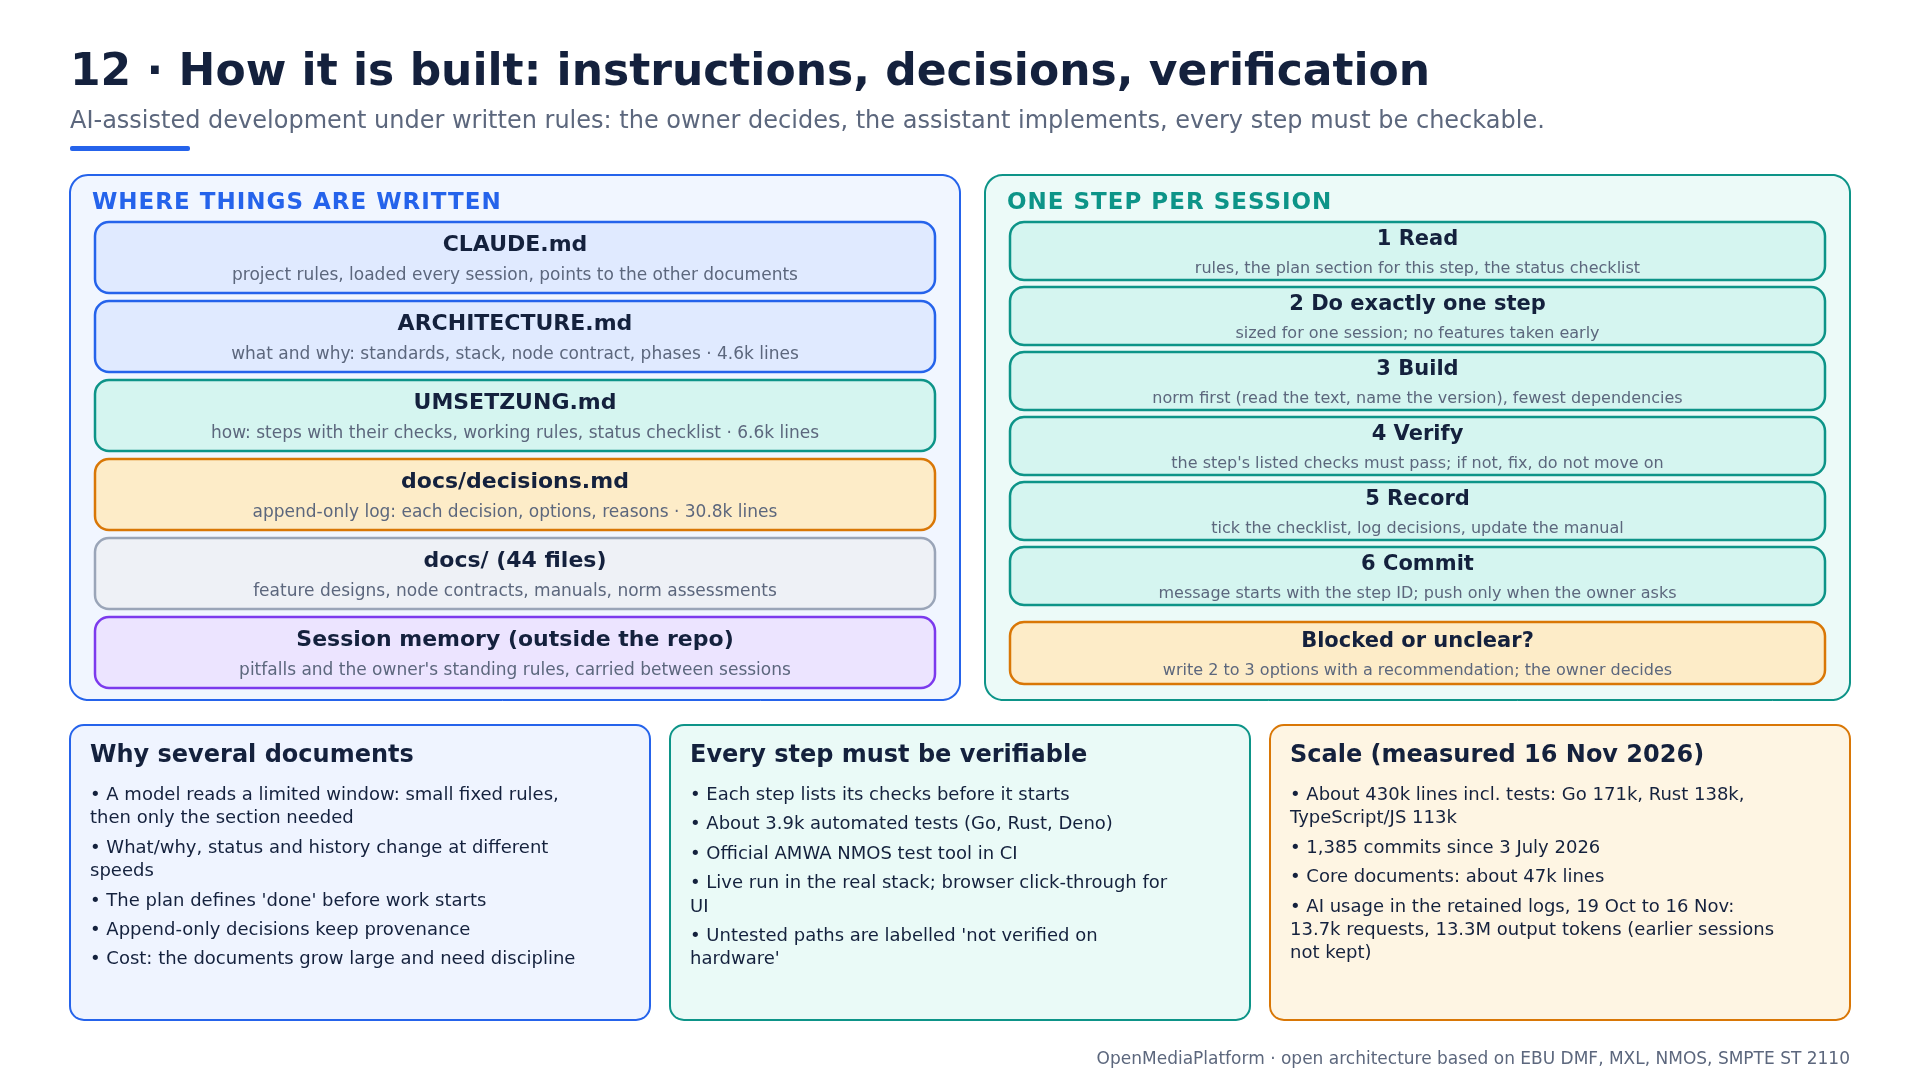 12 · How it is built: instructions, decisions, verification
AI-assisted development under written rules: the owner decides, the assistant implements, every step must be checkable.
WHERE THINGS ARE WRITTEN
CLAUDE.md
project rules, loaded every session, points to the other documents
ARCHITECTURE.md
what and why: standards, stack, node contract, phases · 4.6k lines
UMSETZUNG.md
how: steps with their checks, working rules, status checklist · 6.6k lines
docs/decisions.md
append-only log: each decision, options, reasons · 30.8k lines
docs/ (44 files)
feature designs, node contracts, manuals, norm assessments
Session memory (outside the repo)
pitfalls and the owner's standing rules, carried between sessions
ONE STEP PER SESSION
1 Read
rules, the plan section for this step, the status checklist
2 Do exactly one step
sized for one session; no features taken early
3 Build
norm first (read the text, name the version), fewest dependencies
4 Verify
the step's listed checks must pass; if not, fix, do not move on
5 Record
tick the checklist, log decisions, update the manual
6 Commit
message starts with the step ID; push only when the owner asks
Blocked or unclear?
write 2 to 3 options with a recommendation; the owner decides
Why several documents
• A model reads a limited window: small fixed rules,
then only the section needed
• What/why, status and history change at different
speeds
• The plan defines 'done' before work starts
• Append-only decisions keep provenance
• Cost: the documents grow large and need discipline
Every step must be verifiable
• Each step lists its checks before it starts
• About 3.9k automated tests (Go, Rust, Deno)
• Official AMWA NMOS test tool in CI
• Live run in the real stack; browser click-through for
UI
• Untested paths are labelled 'not verified on
hardware'
Scale (measured 16 Nov 2026)
• About 430k lines incl. tests: Go 171k, Rust 138k,
TypeScript/JS 113k
• 1,385 commits since 3 July 2026
• Core documents: about 47k lines
• AI usage in the retained logs, 19 Oct to 16 Nov:
13.7k requests, 13.3M output tokens (earlier sessions
not kept)
OpenMediaPlatform · open architecture based on EBU DMF, MXL, NMOS, SMPTE ST 2110